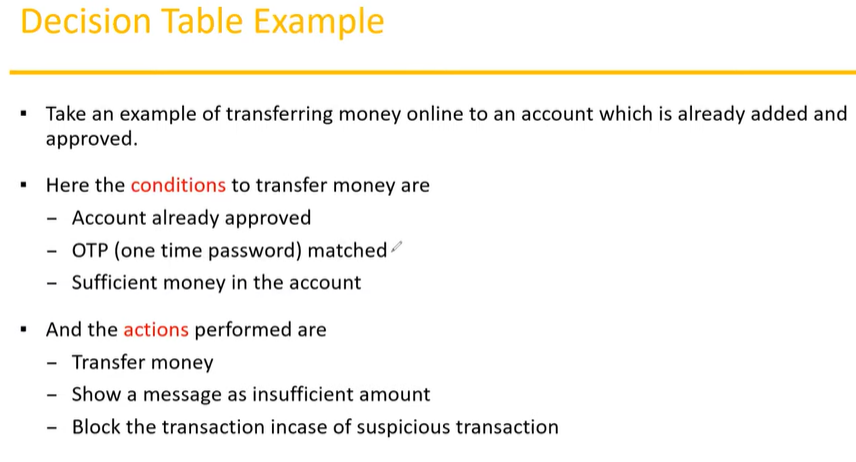 Decision Table Example
▪ Take an example of transferring money online to an account which is already added and
approved.
▪ Here the conditions to transfer money are
– Account already approved
– OTP (one time password) matched
– Sufficient money in the account
▪ And the actions performed are
– Transfer money
– Show a message as insufficient amount
– Block the transaction incase of suspicious transaction